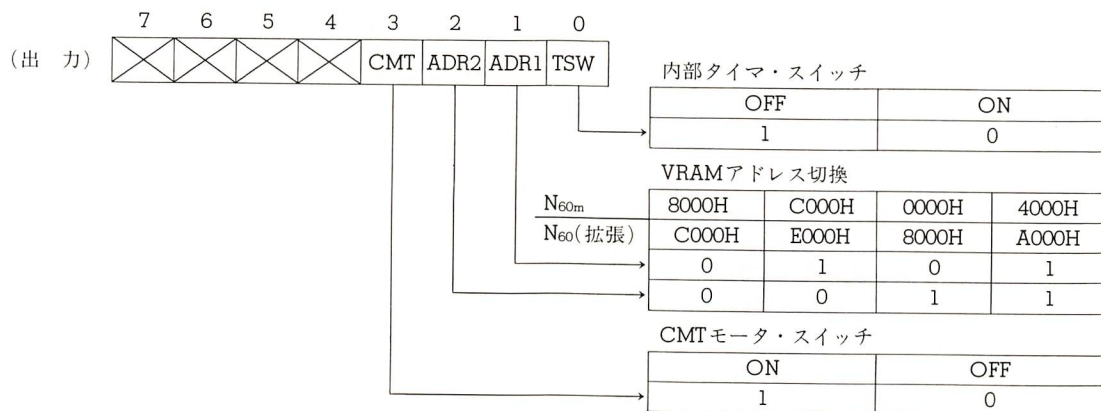 7 6 5 4 3 2 1 0
(出 力) CMT ADR2 ADR1 TSW
内部タイマ・スイッチ
OFF ON
1 0
VRAMアドレス切換
N60m 8000H C000H 0000H 4000H
N60(拡張) C000H E000H 8000H A000H
0 1 0 1
0 0 1 1
CMTモータ・スイッチ
ON OFF
1 0